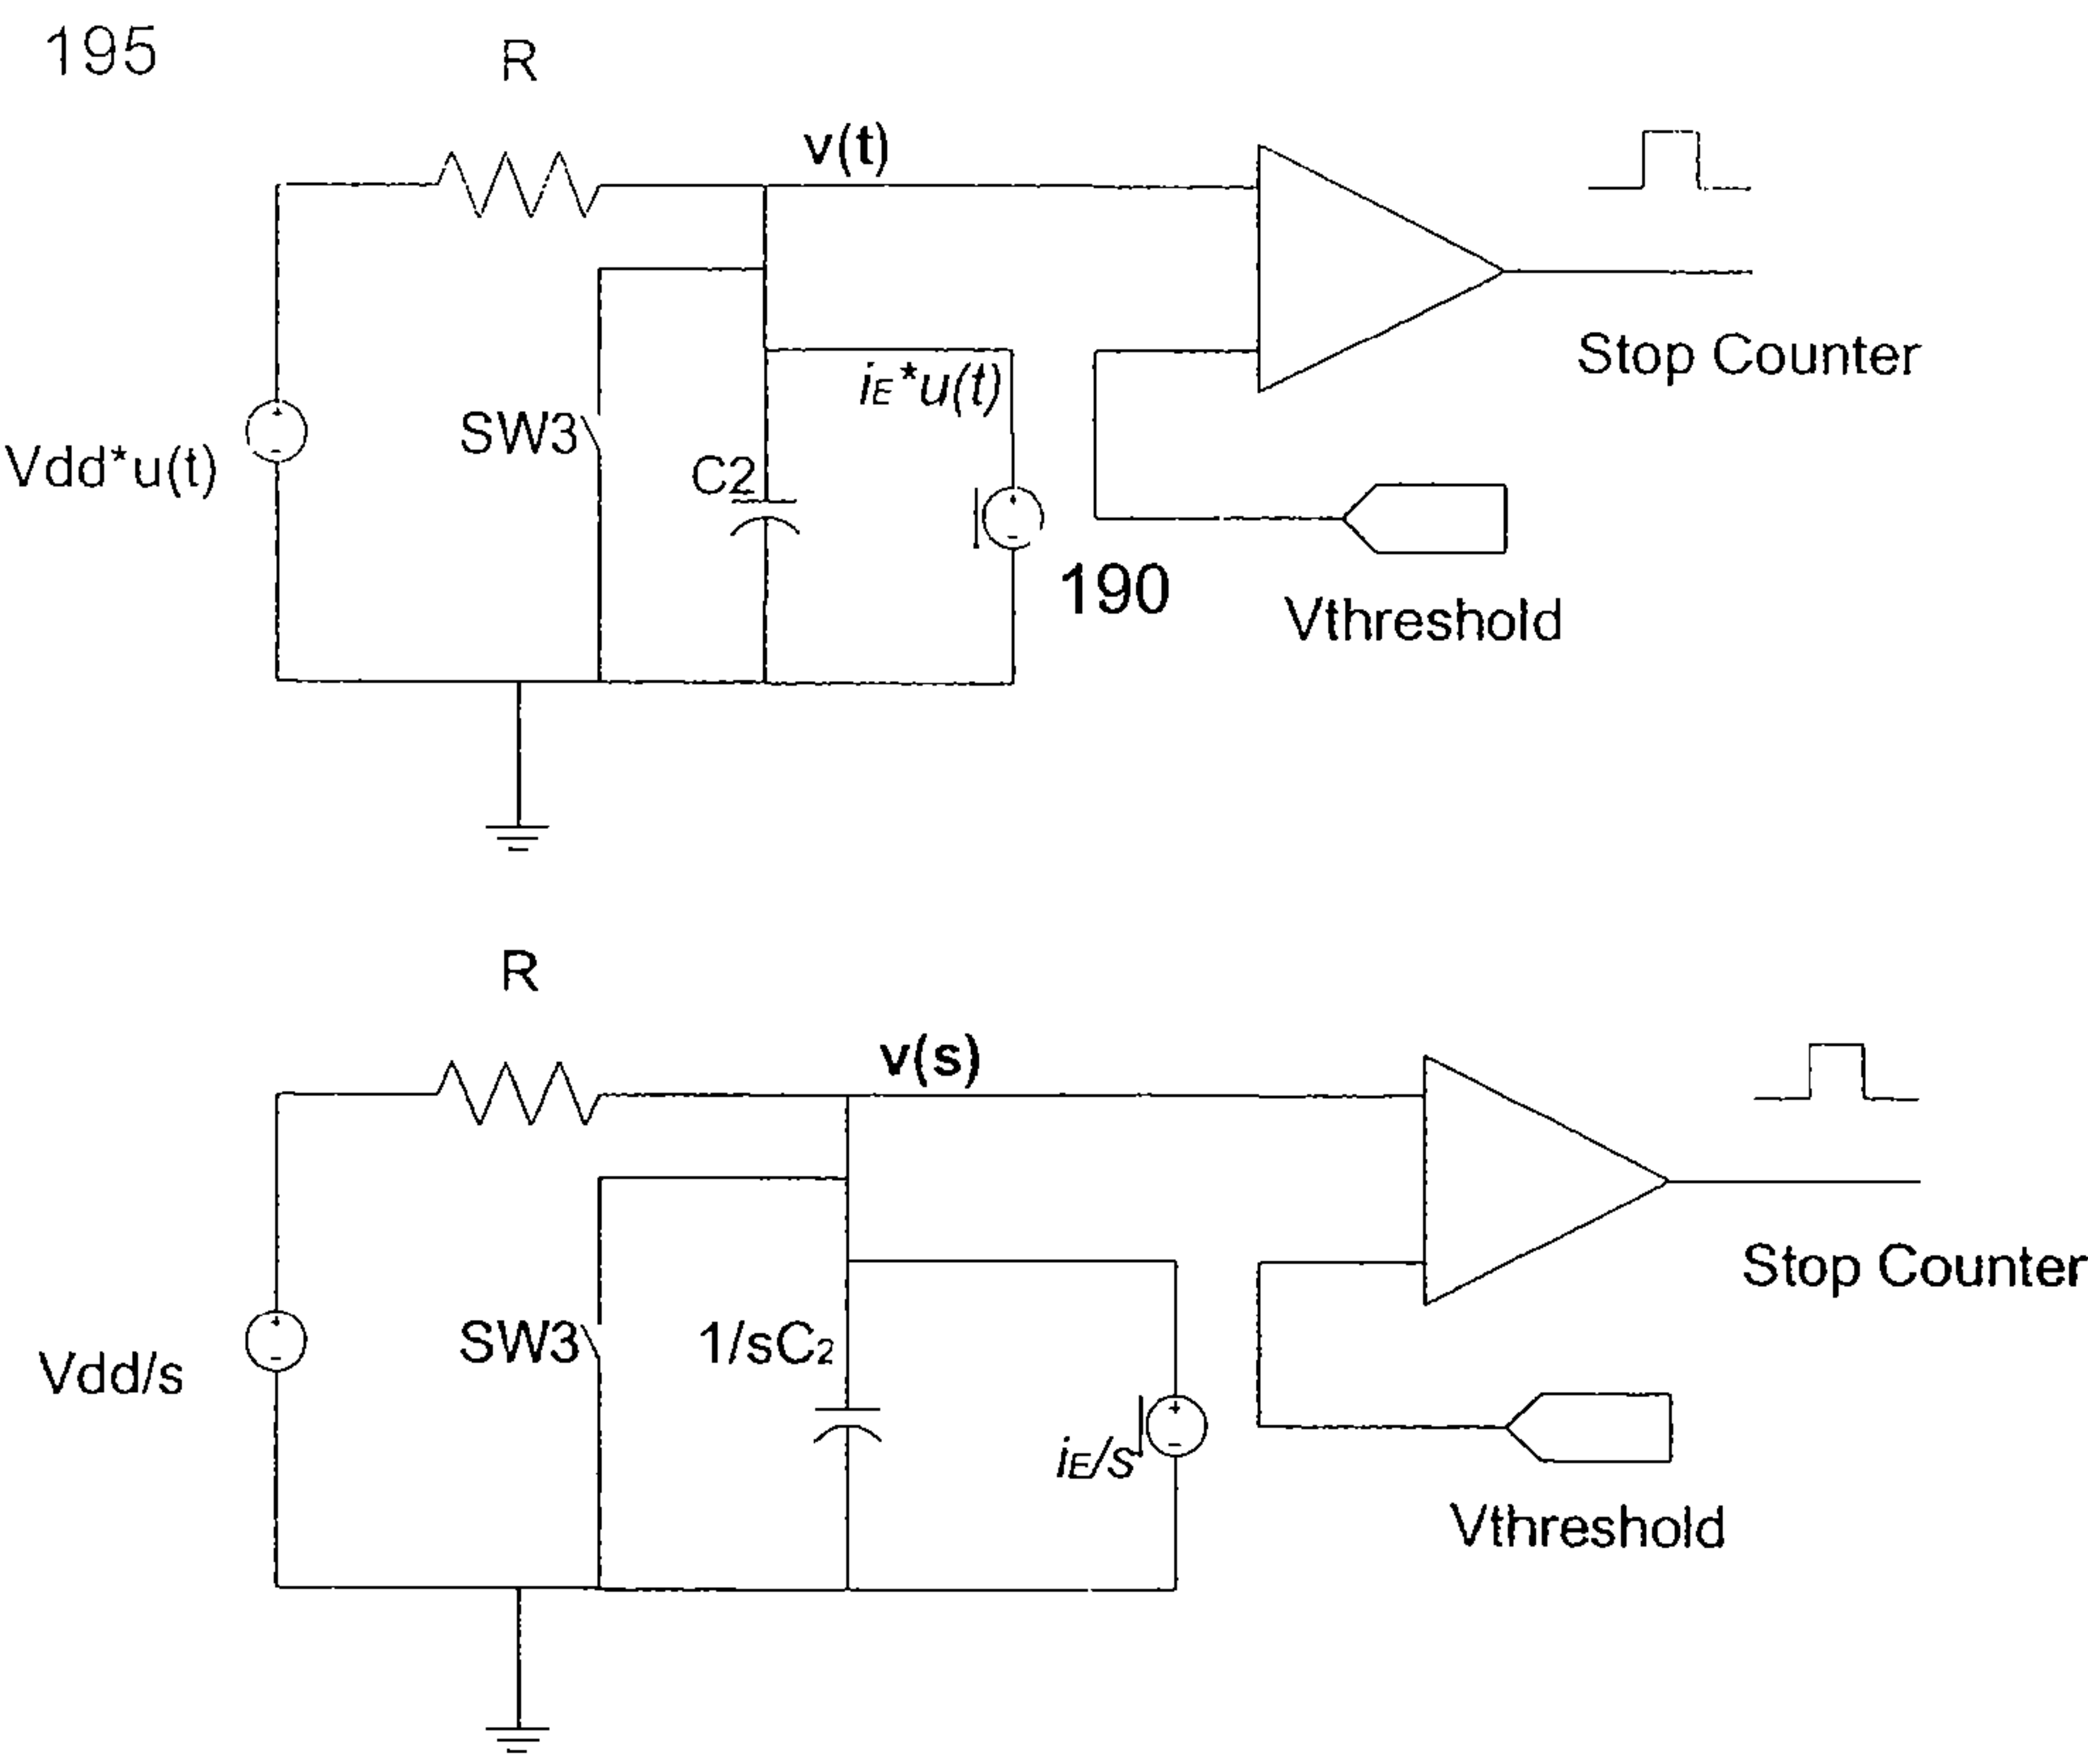 195
R
v(t)
iE*u(t)
Stop Counter
SW3
Vdd*u(t)
C2
190
Vthreshold
R
v(s)
Stop Counter
SW3
1/sC2
Vdd/s
iE/s
Vthreshold